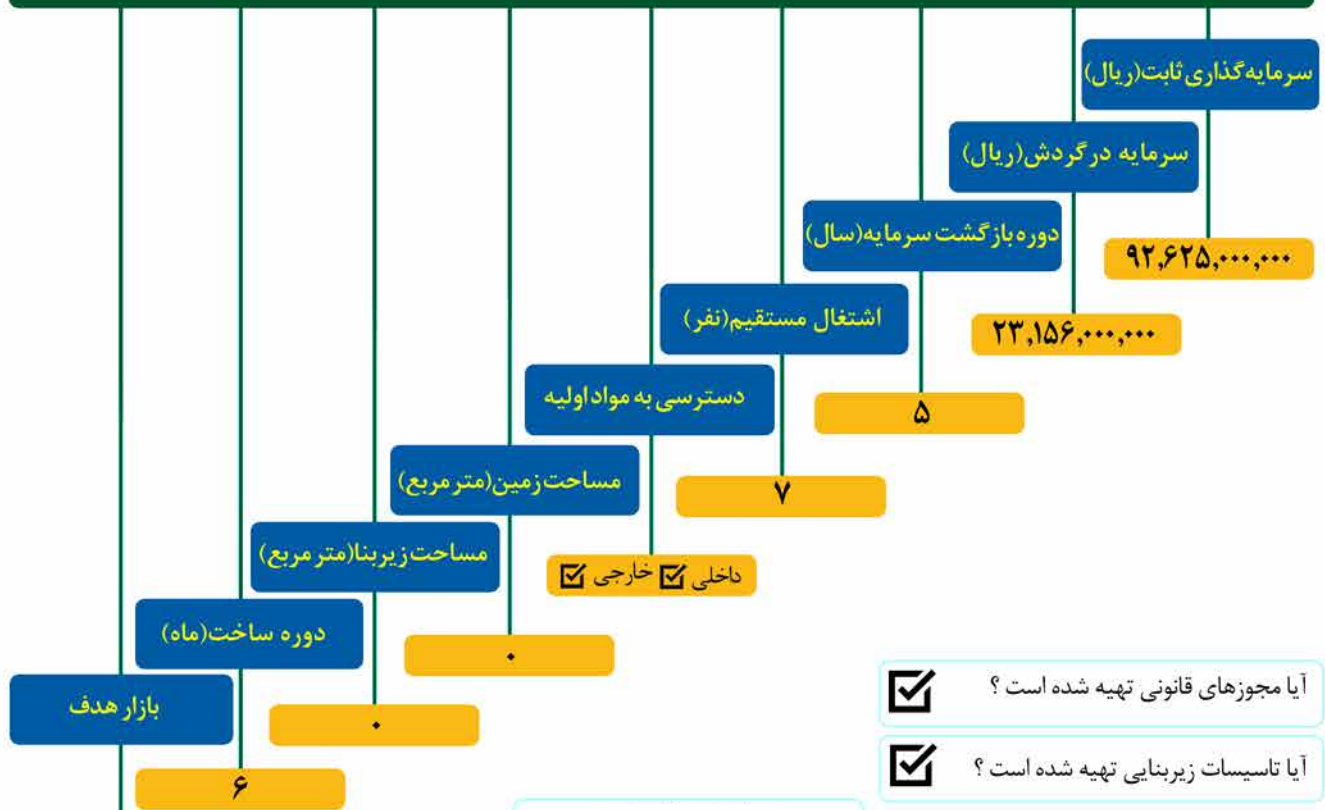 سرمایه‌گذاری ثابت(ریال)
۹۲,۶۲۵,۰۰۰,۰۰۰
سرمایه در گردش(ریال)
۲۳,۱۵۶,۰۰۰,۰۰۰
دوره بازگشت سرمایه(سال)
۵
اشتغال مستقیم(نفر)
۷
دسترسی به مواد اولیه
داخلی ☑ خارجی ☑
مساحت زمین(متر مربع)
۰
مساحت زیربنا(متر مربع)
۰
دوره ساخت(ماه)
۶
بازار هدف
آیا مجوزهای قانونی تهیه شده است ؟ ☑
آیا تاسیسات زیربنایی تهیه شده است ؟ ☑